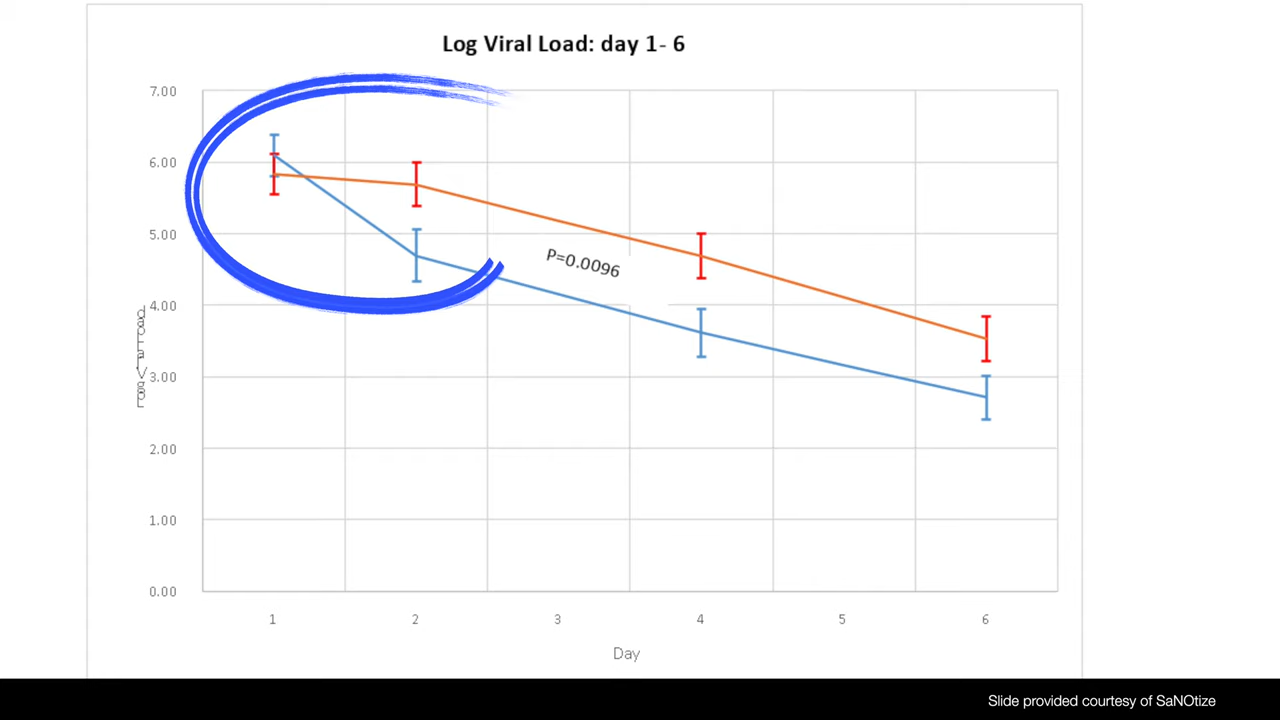 Log Viral Load: day 1- 6
7.00
6.00
5.00
4.00
3.00
2.00
1.00
0.00
Log Viral Load
P=0.0096
1 2 3 4 5 6
Day
Slide provided courtesy of SaNOtize